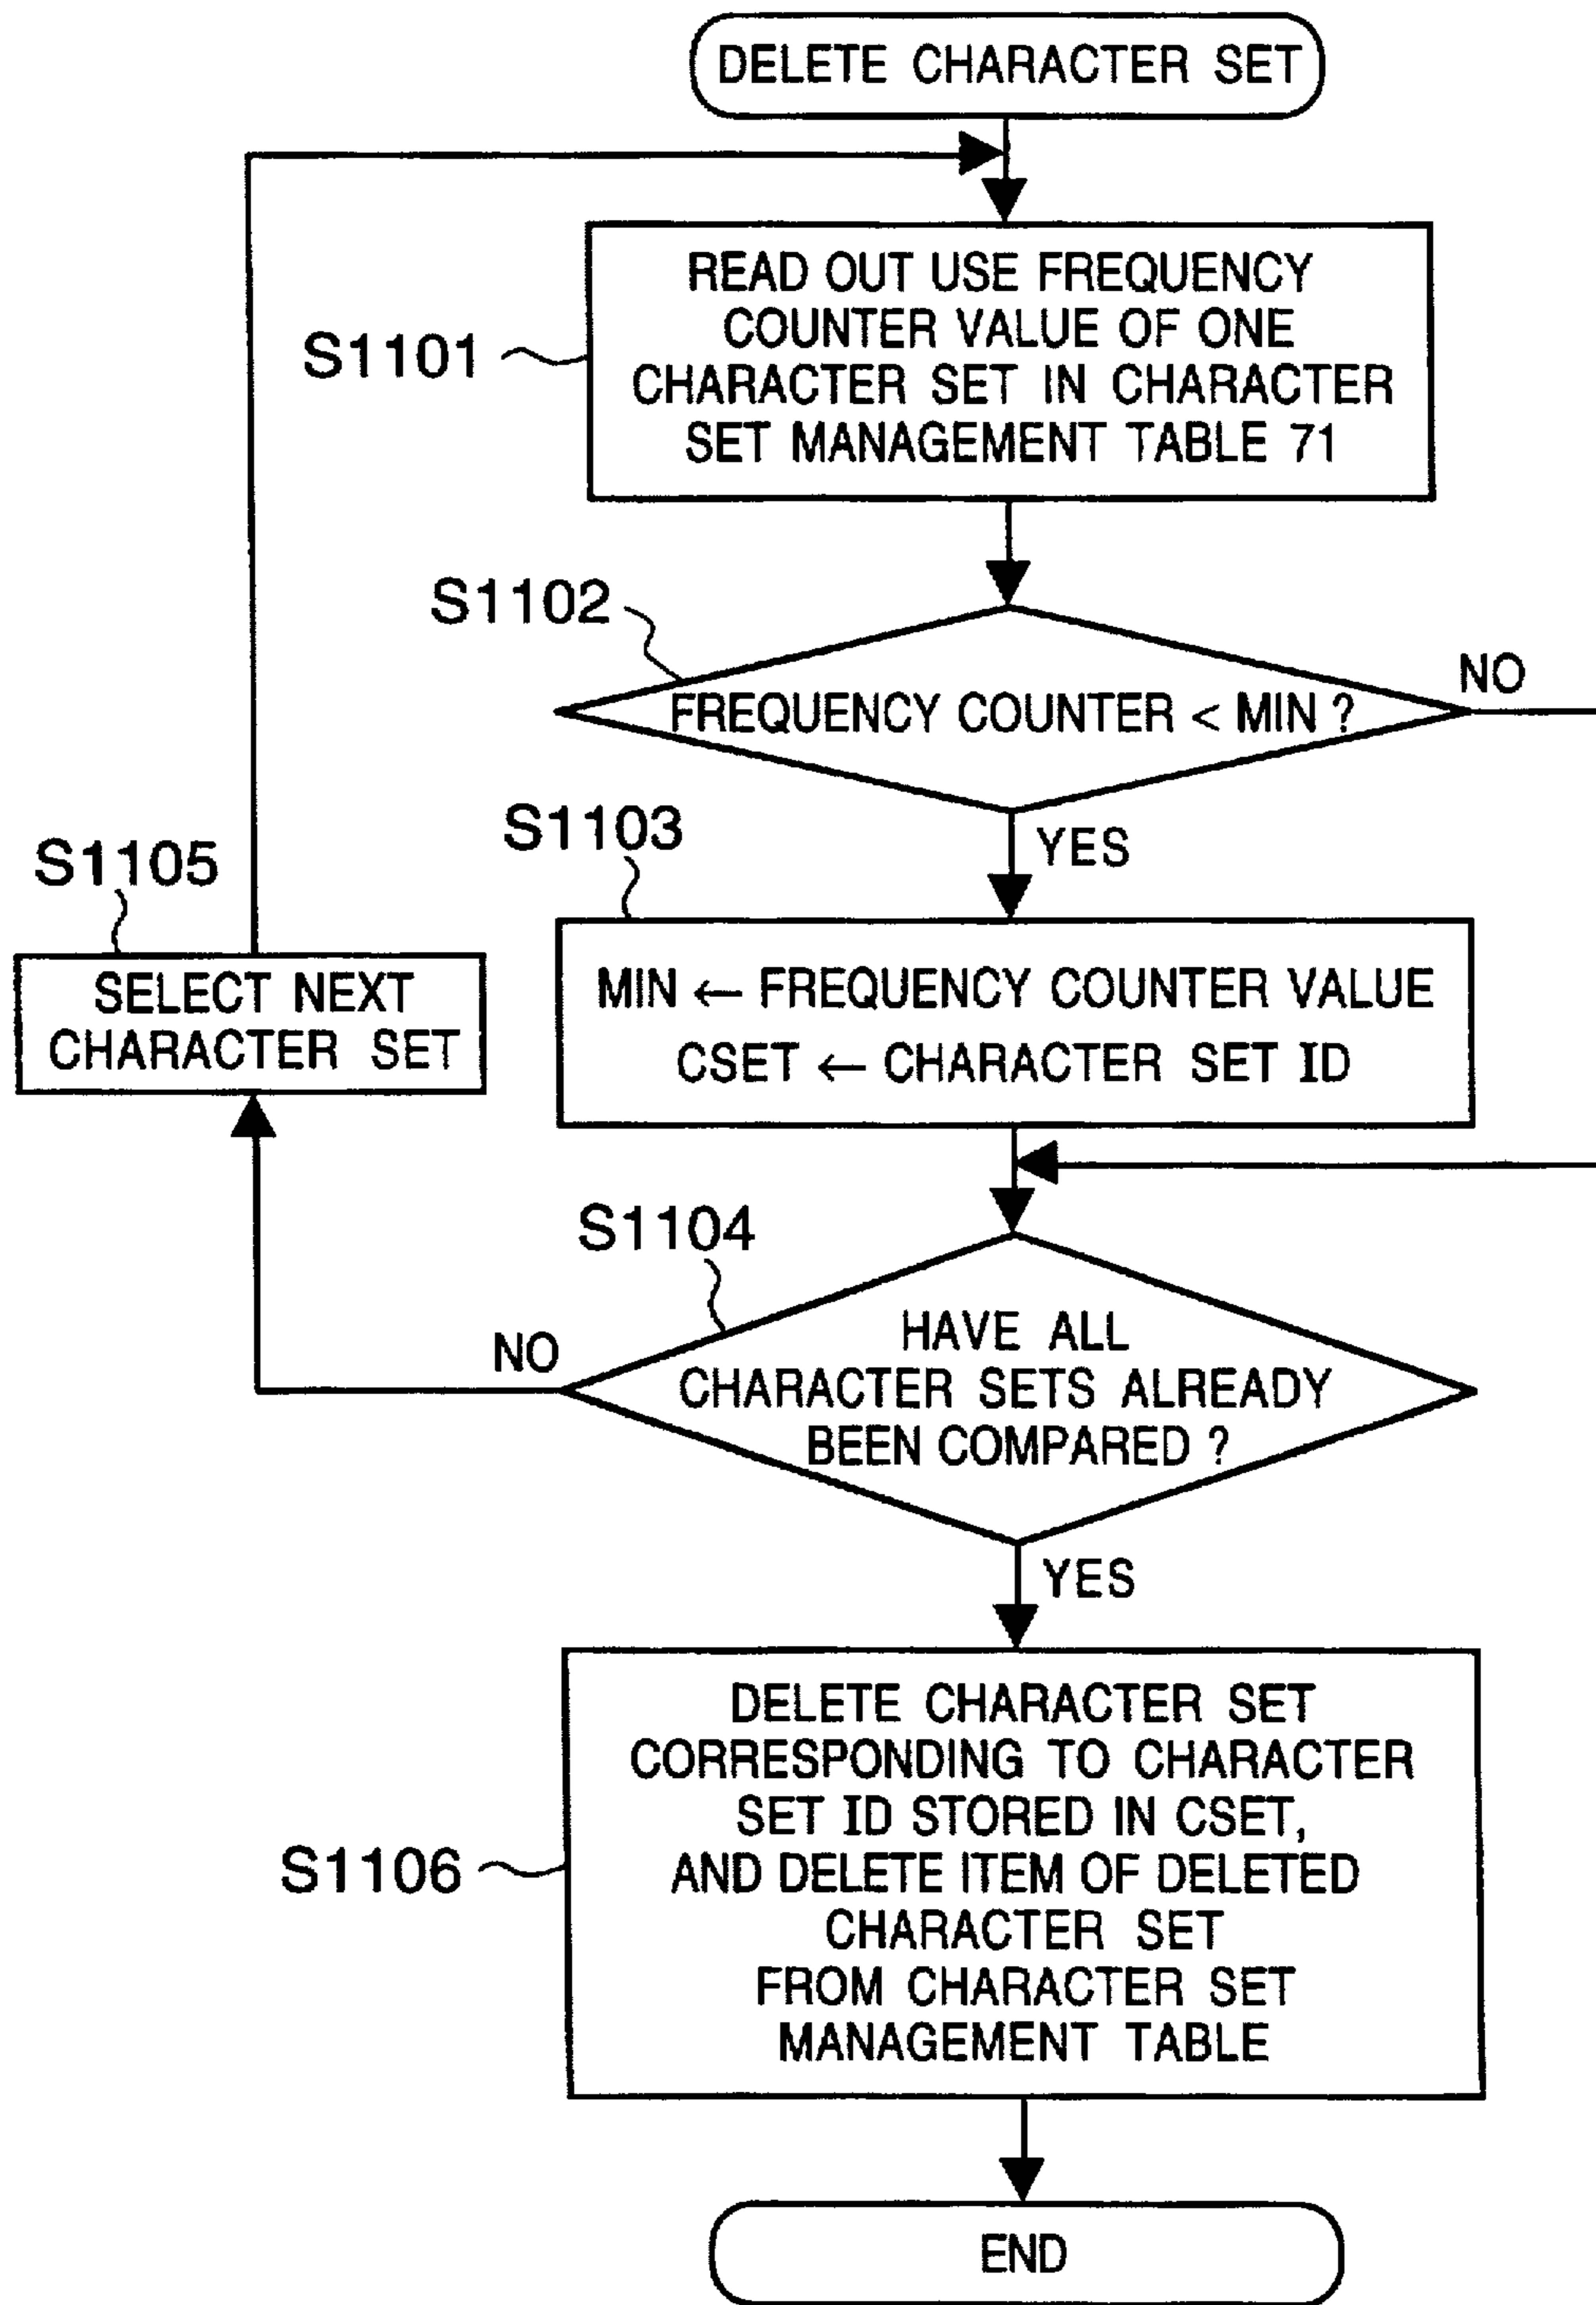 DELETE CHARACTER SET
S1101
READ OUT USE FREQUENCY
COUNTER VALUE OF ONE
CHARACTER SET IN CHARACTER
SET MANAGEMENT TABLE 71
S1102
FREQUENCY COUNTER < MIN ?
NO
YES
S1103
MIN ← FREQUENCY COUNTER VALUE
CSET ← CHARACTER SET ID
S1105
SELECT NEXT
CHARACTER SET
S1104
HAVE ALL
CHARACTER SETS ALREADY
BEEN COMPARED ?
NO
YES
S1106
DELETE CHARACTER SET
CORRESPONDING TO CHARACTER
SET ID STORED IN CSET,
AND DELETE ITEM OF DELETED
CHARACTER SET
FROM CHARACTER SET
MANAGEMENT TABLE
END